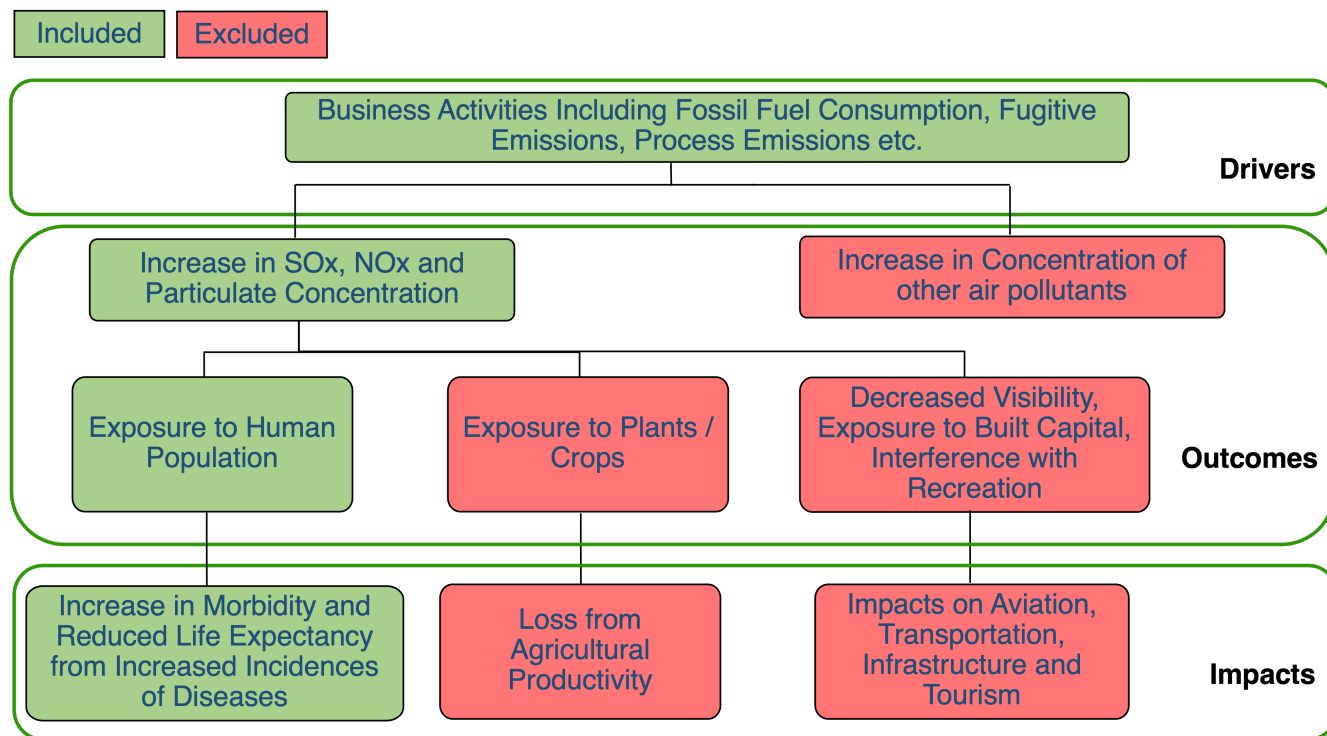 Included
Excluded
Business Activities Including Fossil Fuel Consumption, Fugitive
Emissions, Process Emissions etc.
Drivers
Increase in SOx, NOx and
Particulate Concentration
Increase in Concentration of
other air pollutants
Exposure to Human
Population
Exposure to Plants /
Crops
Decreased Visibility,
Exposure to Built Capital,
Interference with
Recreation
Outcomes
Increase in Morbidity and
Reduced Life Expectancy
from Increased Incidences
of Diseases
Loss from
Agricultural
Productivity
Impacts on Aviation,
Transportation,
Infrastructure and
Tourism
Impacts